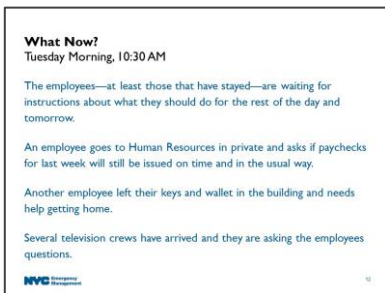 What Now?
Tuesday Morning, 10:30 AM
The employees—at least those that have stayed—are waiting for
instructions about what they should do for the rest of the day and
tomorrow.
An employee goes to Human Resources in private and asks if paychecks
for last week will still be issued on time and in the usual way.
Another employee left their keys and wallet in the building and needs
help getting home.
Several television crews have arrived and they are asking the employees
questions.
NYC Emergency
Management
12